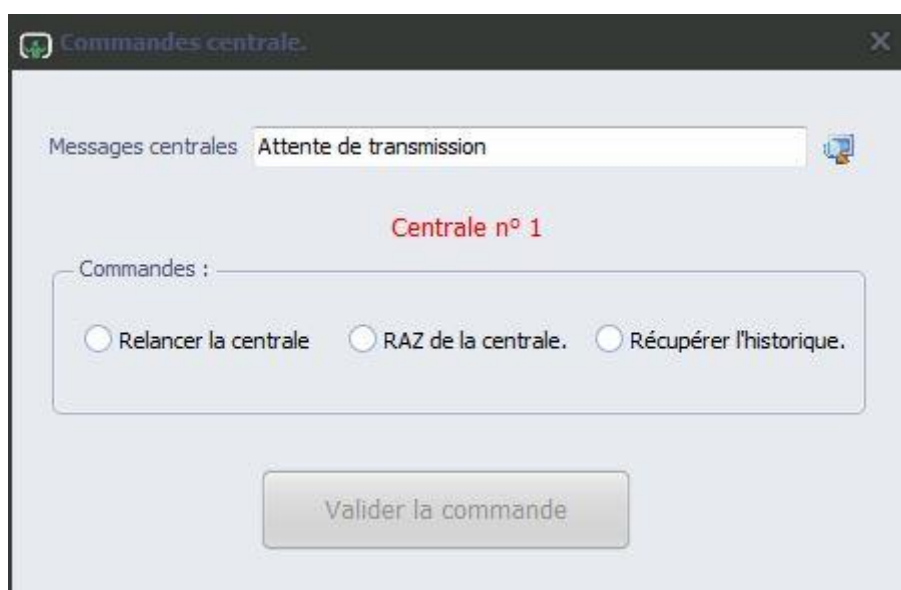 Commandes centrale.
Messages centrales Attente de transmission
Centrale nº 1
Commandes :
Relancer la centrale RAZ de la centrale. Récupérer l'historique.
Valider la commande